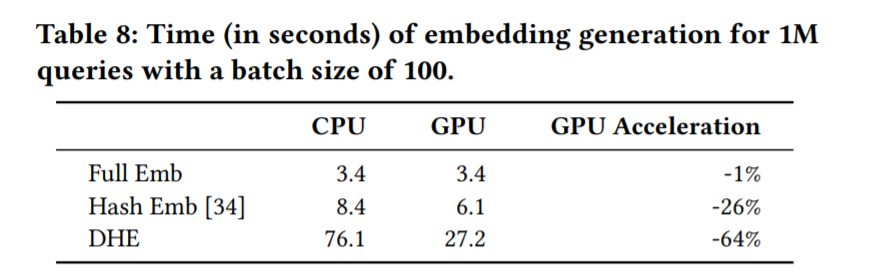 Table 8: Time (in seconds) of embedding generation for 1M
queries with a batch size of 100.
CPU GPU GPU Acceleration
Full Emb 3.4 3.4 -1%
Hash Emb [34] 8.4 6.1 -26%
DHE 76.1 27.2 -64%